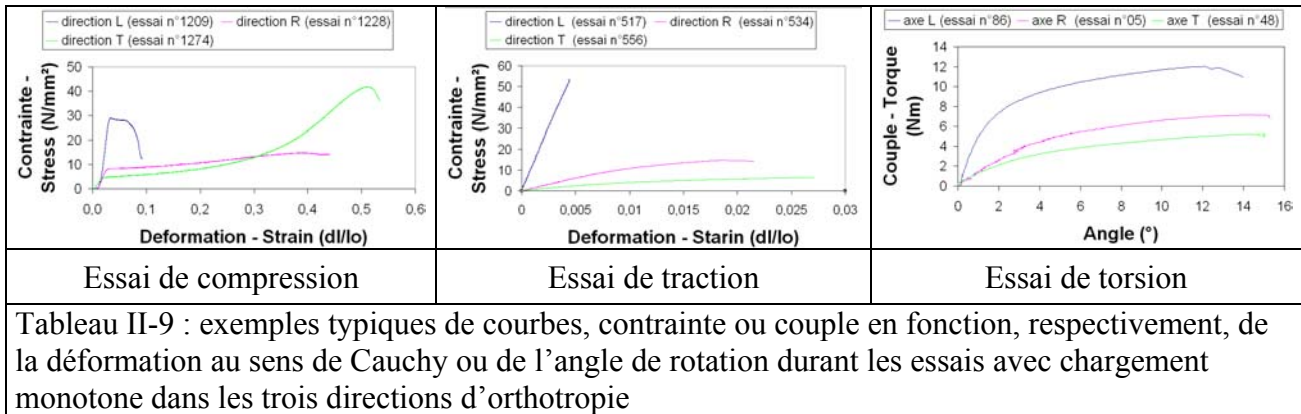 direction L (essai n°1209) direction R (essai n°1228)
direction T (essai n°1274)
Contrainte -
Stress (N/mm²)
50
40
30
20
10
0
0,0 0,1 0,2 0,3 0,4 0,5 0,6
Deformation - Strain (dl/lo)
direction L (essai n°517) direction R (essai n°534)
direction T (essai n°556)
Contrainte -
Stress (N/mm²)
60
50
40
30
20
10
0
0 0,005 0,01 0,015 0,02 0,025 0,03
Deformation - Starin (dl/lo)
axe L (essai n°86) axe R (essai n°05) axe T (essai n°48)
Couple - Torque
(Nm)
14
12
10
8
6
4
2
0
0 2 4 6 8 10 12 14 16
Angle (°)
Essai de compression Essai de traction Essai de torsion
Tableau II-9 : exemples typiques de courbes, contrainte ou couple en fonction, respectivement, de
la déformation au sens de Cauchy ou de l’angle de rotation durant les essais avec chargement
monotone dans les trois directions d’orthotropie